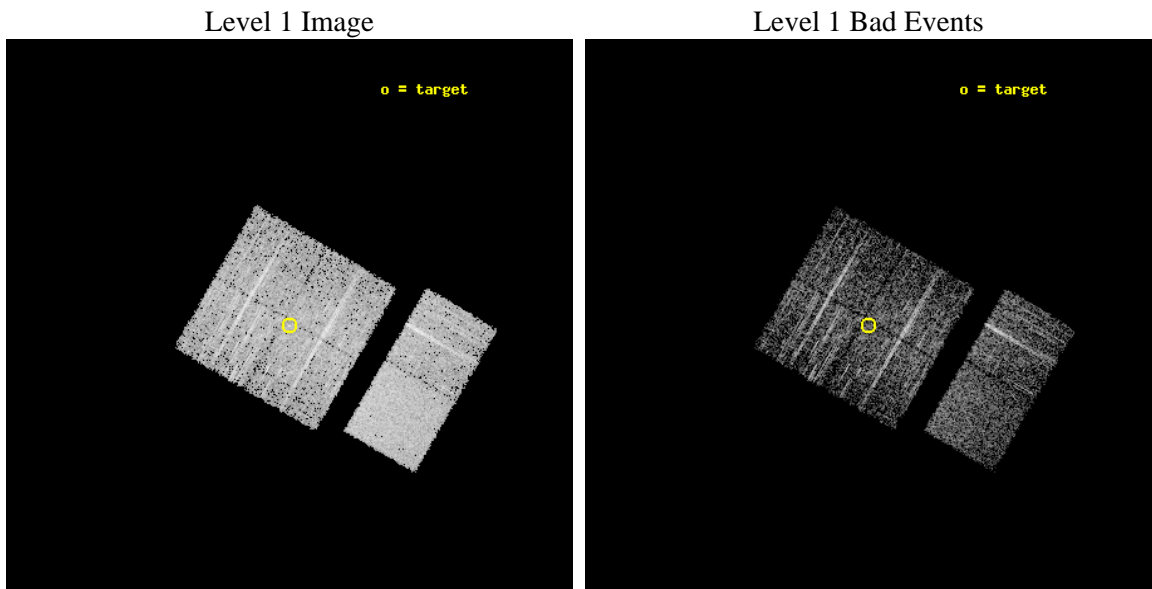 Level 1 Image
Level 1 Bad Events
o = target
o = target